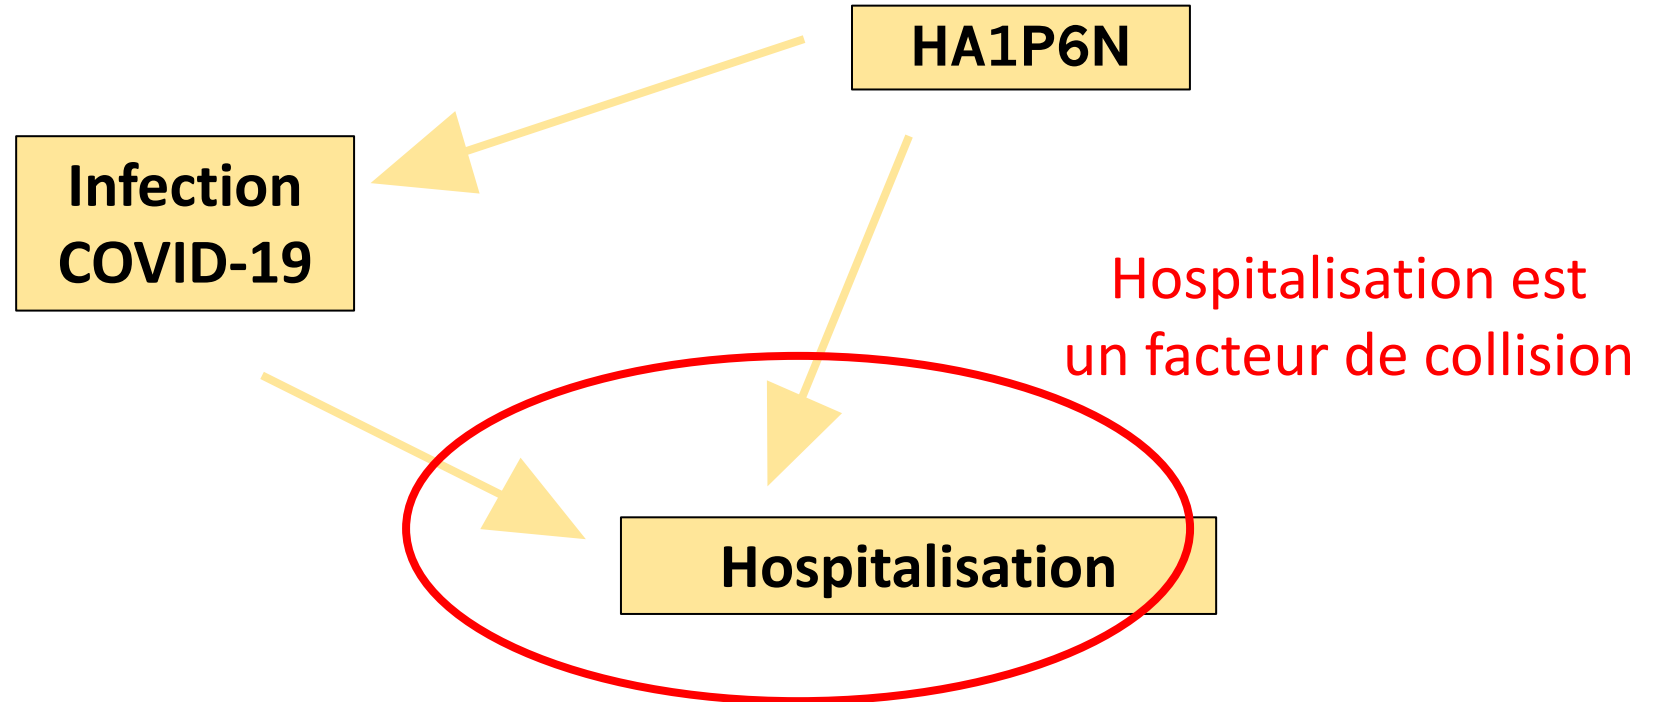 HA1P6N
Infection
COVID-19
Hospitalisation est
un facteur de collision
Hospitalisation